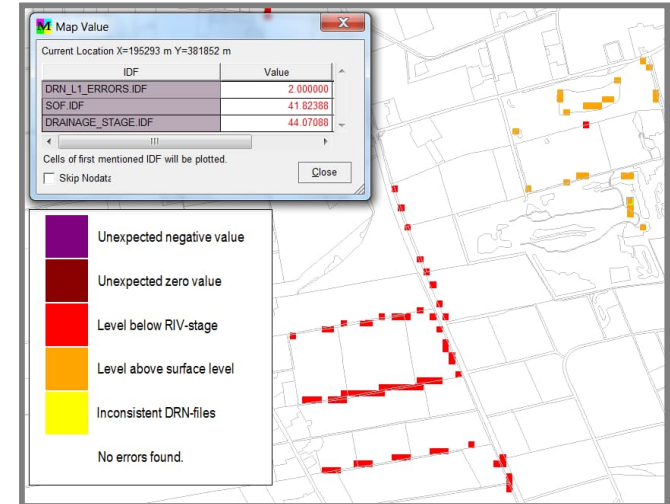 Map Value
X
Current Location X=195293 m Y=381852 m
IDF Value
DRN_L1_ERRORS.IDF 2.000000
SOF.IDF 41.82388
DRAINAGE_STAGE.IDF 44.07088
Cells of first mentioned IDF will be plotted.
Skip Nodata
Close
Unexpected negative value
Unexpected zero value
Level below RIV-stage
Level above surface level
Inconsistent DRN-files
No errors found.